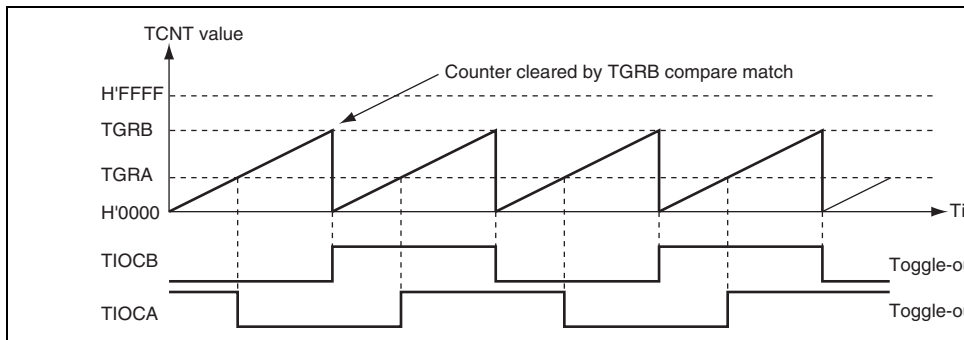 TCNT value
Counter cleared by TGRB compare match
H'FFFF
TGRB
TGRA
H'0000
TIOCB
TIOCA